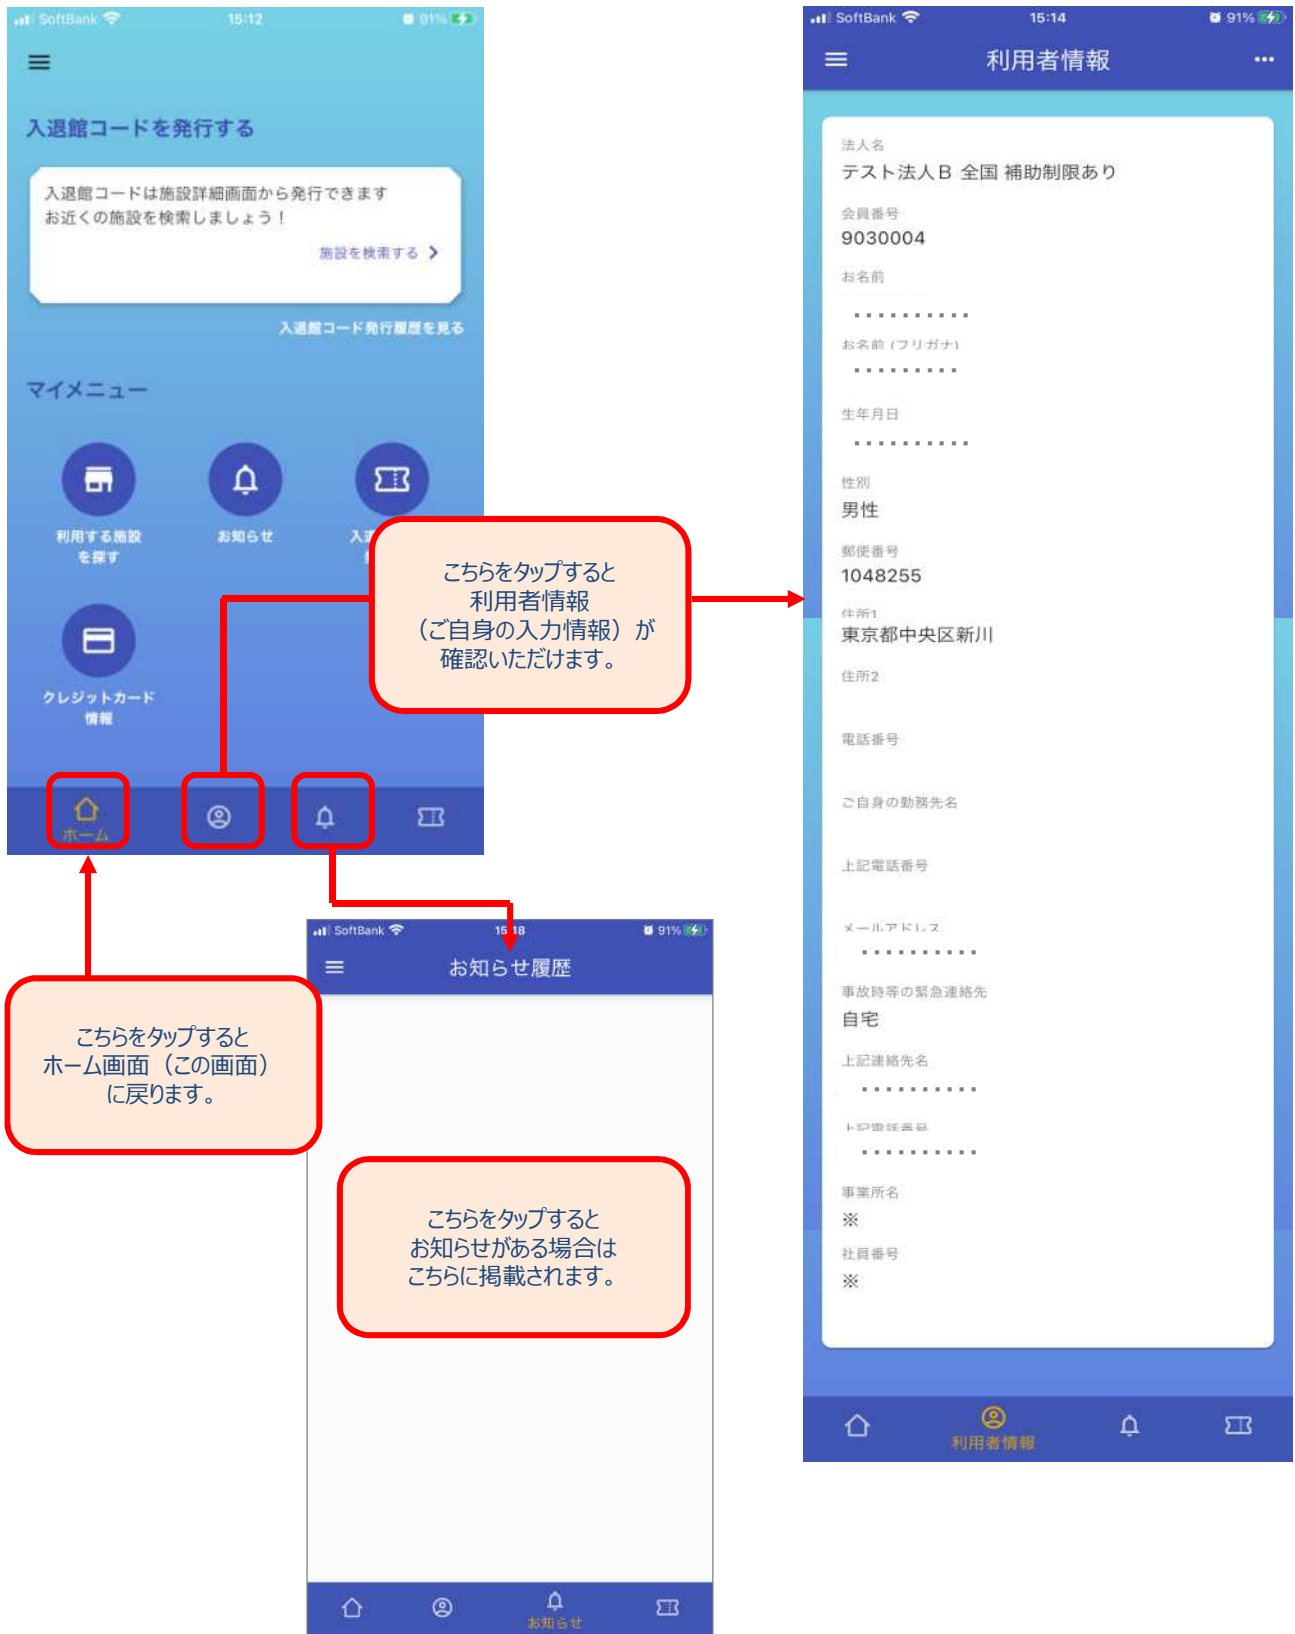 SoftBank 15:12 91%
入退館コードを発行する
入退館コードは施設詳細画面から発行できます
お近くの施設を検索しましょう！
施設を検索する
入退館コード発行履歴を見る
マイメニュー
利用する施設
を探す
お知らせ
クレジットカード
情報
ホーム
こちらをタップすると
利用者情報
（ご自身の入力情報）が
確認いただけます。
こちらをタップすると
ホーム画面（この画面）
に戻ります。
SoftBank 15:18 91%
お知らせ履歴
こちらをタップすると
お知らせがある場合は
こちらに掲載されます。
お知らせ
SoftBank 15:14 91%
利用者情報
法人名
テスト法人Ｂ 全国 補助制限あり
会員番号
9030004
お名前
お名前 (フリガナ)
生年月日
性別
男性
郵便番号
1048255
住所1
東京都中央区新川
住所2
電話番号
ご自身の勤務先名
上記電話番号
メールアドレス
事故時等の緊急連絡先
自宅
上記連絡先名
上記電話番号
事業所名
※
社員番号
※
利用者情報